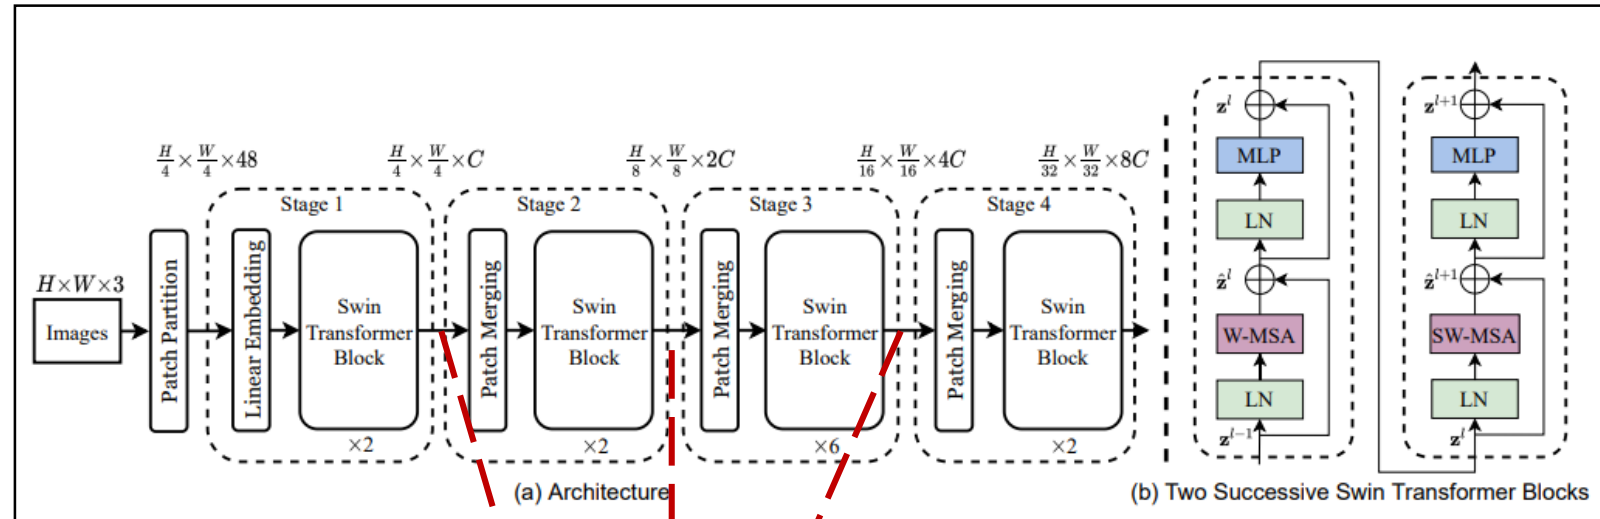 H/4 × W/4 × 48
H/4 × W/4 × C
H/8 × W/8 × 2C
H/16 × W/16 × 4C
H/32 × W/32 × 8C
Stage 1
Stage 2
Stage 3
Stage 4
H×W×3
Images
Patch Partition
Linear Embedding
Swin
Transformer
Block
×2
Patch Merging
Swin
Transformer
Block
×2
Patch Merging
Swin
Transformer
Block
×6
Patch Merging
Swin
Transformer
Block
×2
(a) Architecture
z^l
MLP
LN
ẑ^l
W-MSA
LN
z^{l-1}
z^{l+1}
MLP
LN
ẑ^{l+1}
SW-MSA
LN
z^l
(b) Two Successive Swin Transformer Blocks